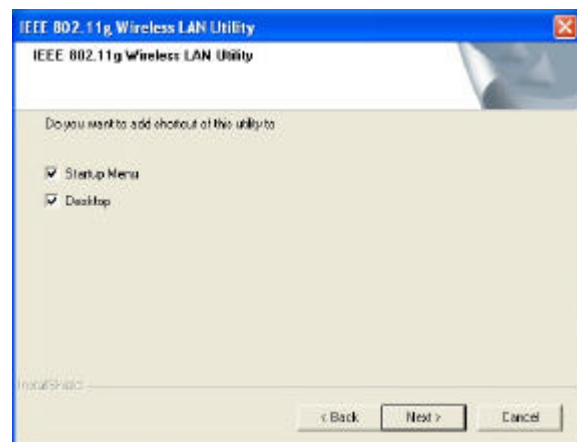 IEEE 802.11g Wireless LAN Utility
IEEE 802.11g Wireless LAN Utility
Do you want to add shortcut of this utility to
Startup Menu
Desktop
InstallShield
< Back
Next >
Cancel